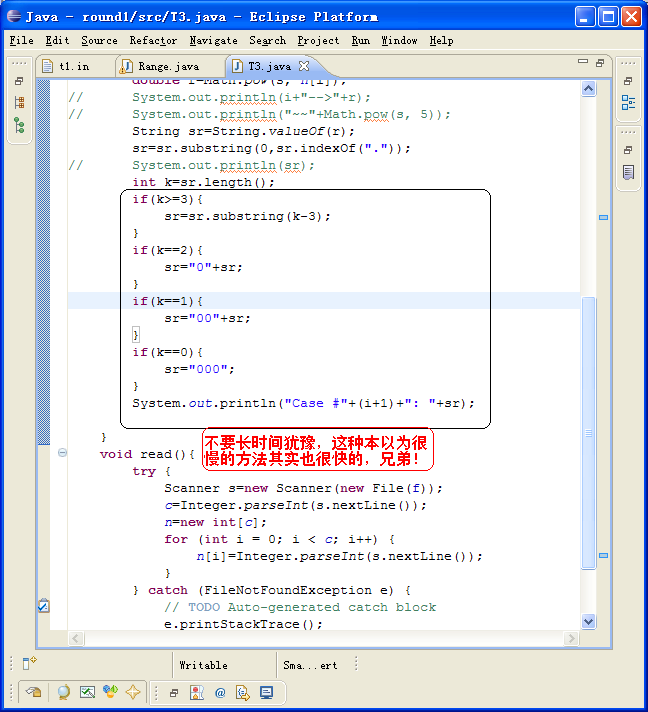 Java - round1/src/T3.java - Eclipse Platform
File Edit Source Refactor Navigate Search Project Run Window Help
t1.in Range.java T3.java
double r=Math.pow(s, n[i]);
// System.out.println(i+"-->"+r);
// System.out.println("~~"+Math.pow(s, 5));
String sr=String.valueOf(r);
sr=sr.substring(0,sr.indexOf("."));
// System.out.println(sr);
int k=sr.length();
if(k>=3){
sr=sr.substring(k-3);
}
if(k==2){
sr="0"+sr;
}
if(k==1){
sr="00"+sr;
}
if(k==0){
sr="000";
}
System.out.println("Case #"+(i+1)+": "+sr);
}
不要长时间犹豫，这种本以为很
慢的方法其实也很快的，兄弟！
void read(){
try {
Scanner s=new Scanner(new File(f));
c=Integer.parseInt(s.nextLine());
n=new int[c];
for (int i = 0; i < c; i++) {
n[i]=Integer.parseInt(s.nextLine());
}
} catch (FileNotFoundException e) {
// TODO Auto-generated catch block
e.printStackTrace();
Writable Sma...ert